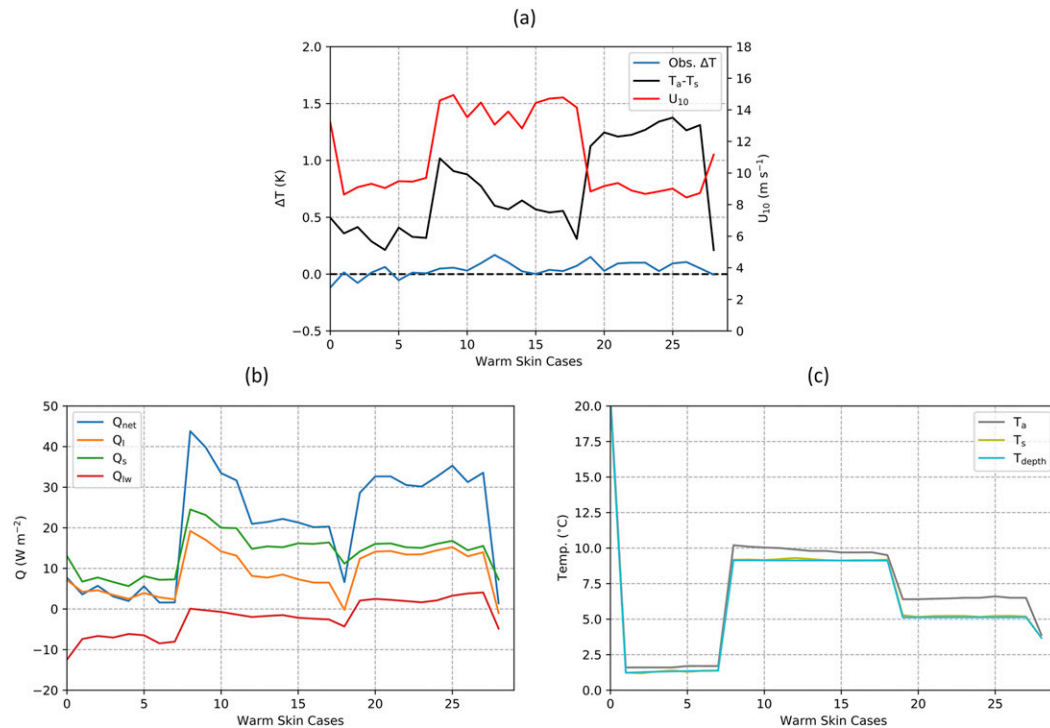 (a)
2.0
1.5
1.0
0.5
0.0
−0.5
ΔT (K)
18
16
14
12
10
8
6
4
2
0
U₁₀ (m s⁻¹)
Obs. ΔT
Tₐ-Tₛ
U₁₀
0 5 10 15 20 25
Warm Skin Cases
(b)
50
40
30
20
10
0
−10
−20
Q (W m⁻²)
Qₙₑₜ
Qₗ
Qₛ
Qₗw
0 5 10 15 20 25
Warm Skin Cases
(c)
20.0
17.5
15.0
12.5
10.0
7.5
5.0
2.5
0.0
Temp. (°C)
Tₐ
Tₛ
T_depth
0 5 10 15 20 25
Warm Skin Cases